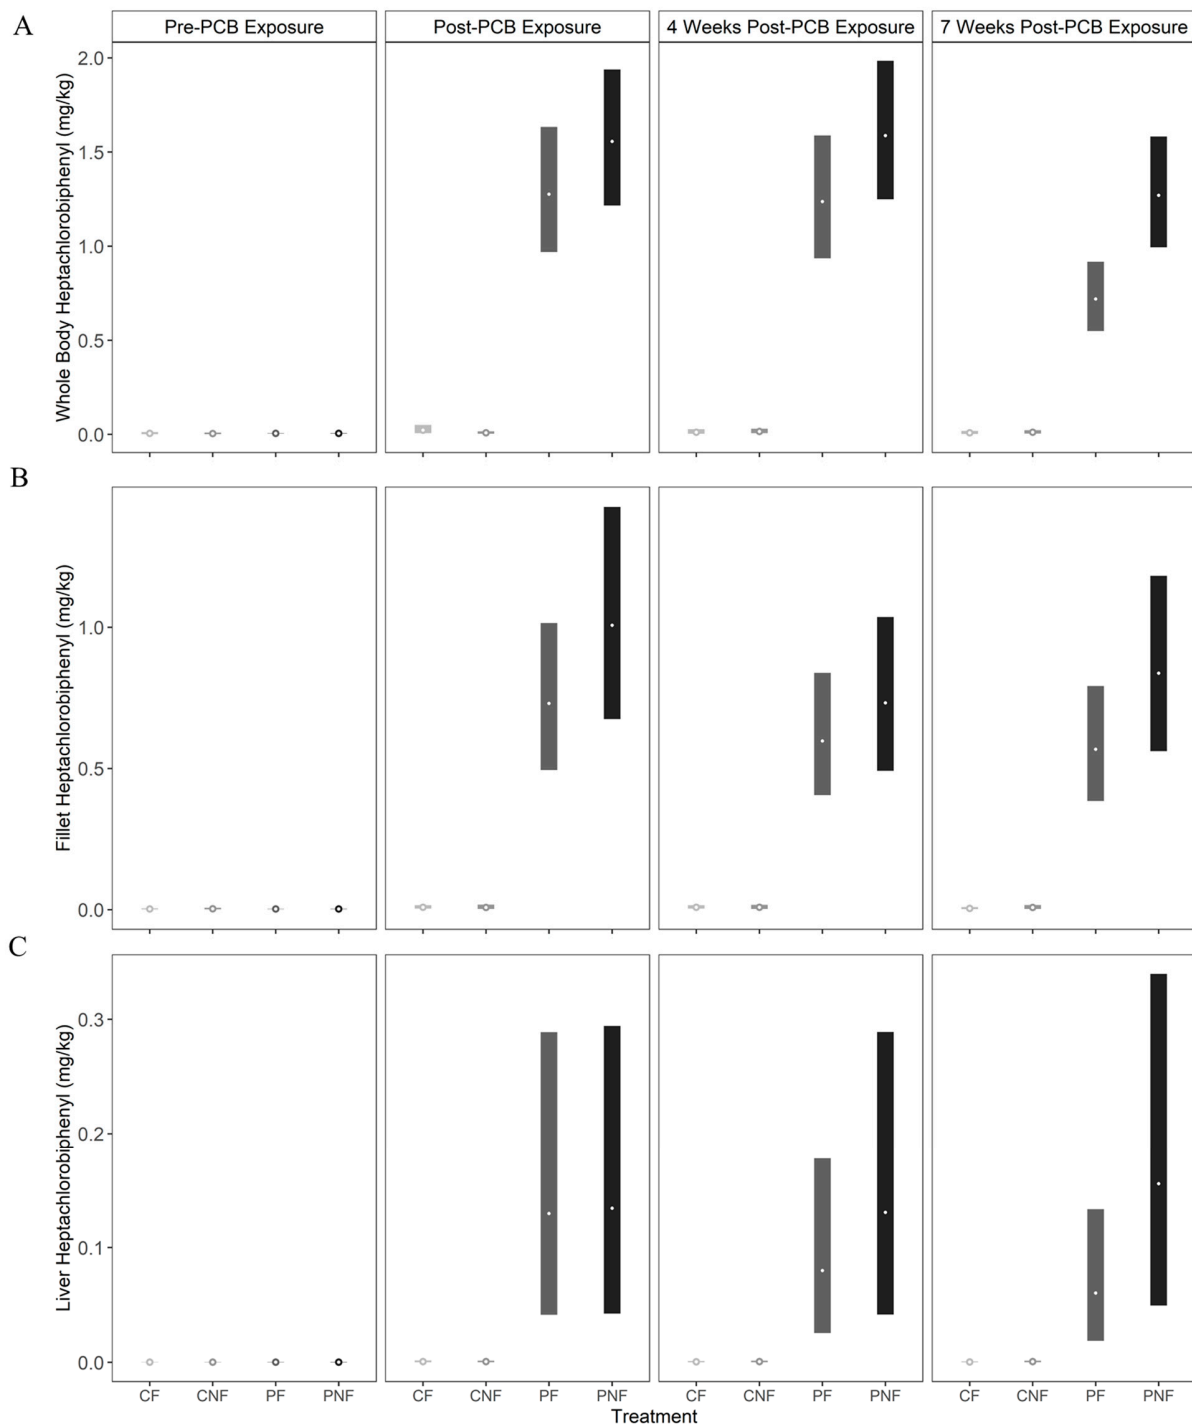 A
Pre-PCB Exposure
Post-PCB Exposure
4 Weeks Post-PCB Exposure
7 Weeks Post-PCB Exposure
Whole Body Heptachlorobiphenyl (mg/kg)
2.0
1.5
1.0
0.5
0.0
B
Fillet Heptachlorobiphenyl (mg/kg)
1.0
0.5
0.0
C
Liver Heptachlorobiphenyl (mg/kg)
0.3
0.2
0.1
0.0
CF CNF PF PNF CF CNF PF PNF CF CNF PF PNF CF CNF PF PNF
Treatment